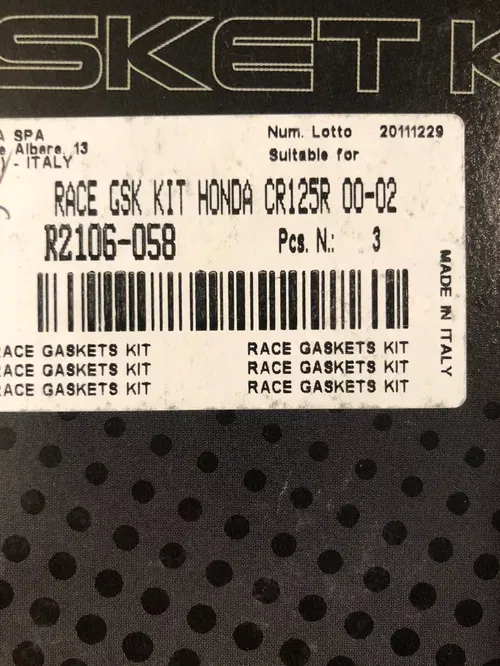 SKET K
A SPA
e Albere, 13
) - ITALY
Num. Lotto 20111229
Suitable for
RACE GSK KIT HONDA CR125R 00-02
R2106-058 Pcs. N.: 3
MADE IN ITALY
RACE GASKETS KIT RACE GASKETS KIT
RACE GASKETS KIT RACE GASKETS KIT
RACE GASKETS KIT RACE GASKETS KIT